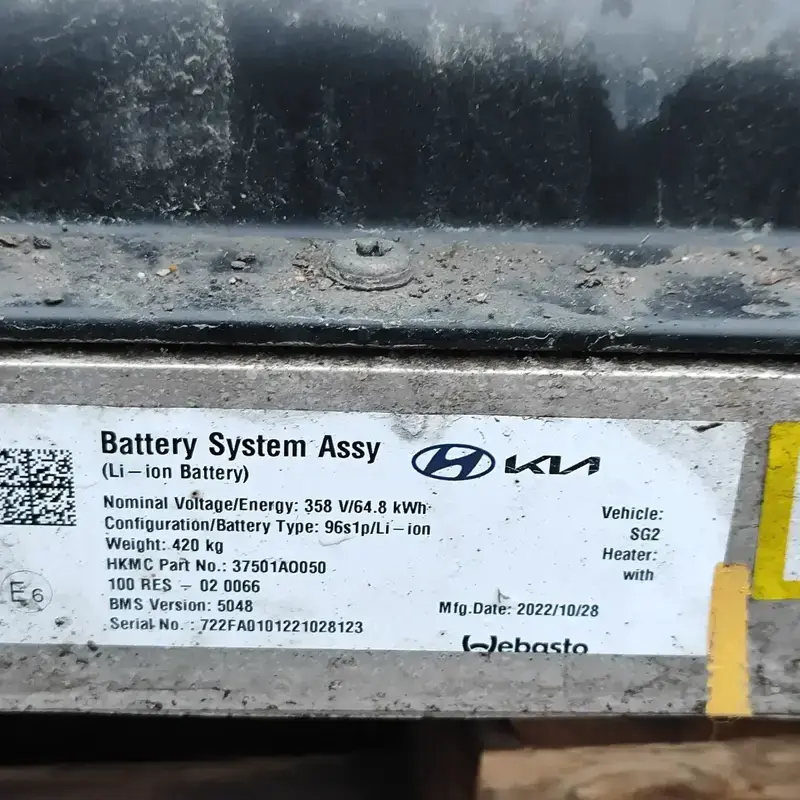 Battery System Assy
(Li-ion Battery)
KIA
Nominal Voltage/Energy: 358 V/64.8 kWh
Configuration/Battery Type: 96s1p/Li-ion
Weight: 420 kg
HKMC Part No.: 37501A0050
100 RES - 02 0066
BMS Version: 5048
Serial No. : 722FA0101221028123
E6
Vehicle:
SG2
Heater:
with
Mfg.Date: 2022/10/28
Webasto